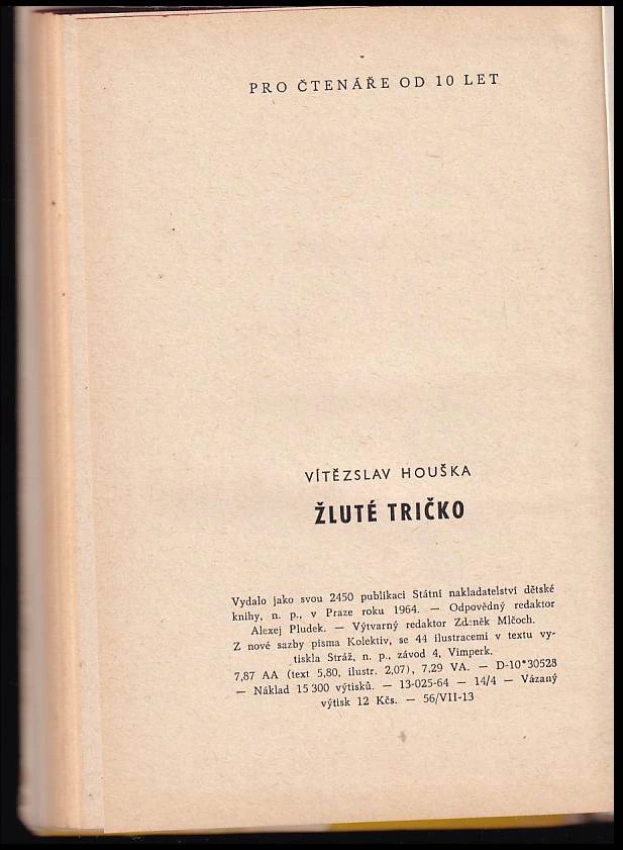 PRO ČTENÁŘE OD 10 LET
VÍTĚZSLAV HOUŠKA
ŽLUTÉ TRIČKO
Vydalo jako svou 2450 publikaci Státní nakladatelství dětské
knihy, n. p., v Praze roku 1964. — Odpovědný redaktor
Alexej Pludek. — Výtvarný redaktor Zdeněk Mlčoch.
Z nové sazby písma Kolektiv, se 44 ilustracemi v textu vy-
tiskla Stráž, n. p., závod 4, Vimperk.
7,87 AA (text 5,80, ilustr. 2,07), 7,29 VA. — D-10*30528
— Náklad 15 300 výtisků. — 13-025-64 — 14/4 — Vázaný
výtisk 12 Kčs. — 56/VII-13